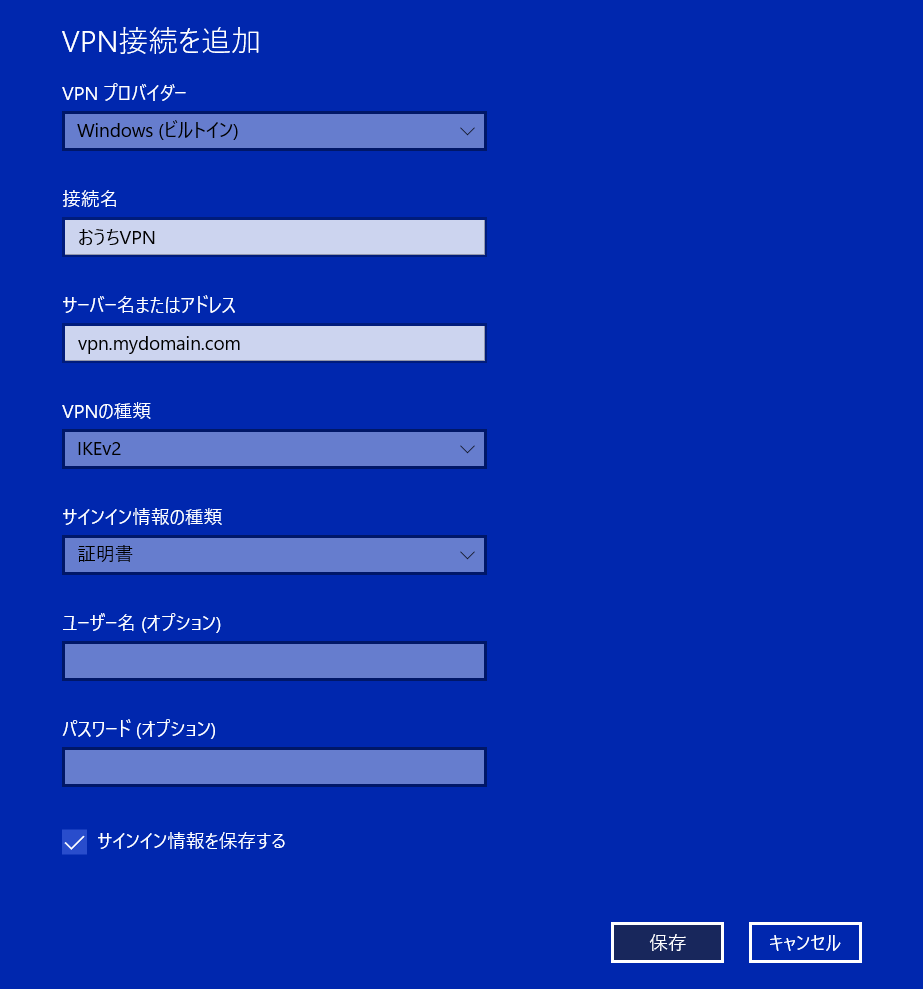 VPN接続を追加
VPN プロバイダー
Windows (ビルトイン)
接続名
おうちVPN
サーバー名またはアドレス
vpn.mydomain.com
VPNの種類
IKEv2
サインイン情報の種類
証明書
ユーザー名 (オプション)
パスワード (オプション)
サインイン情報を保存する
保存
キャンセル